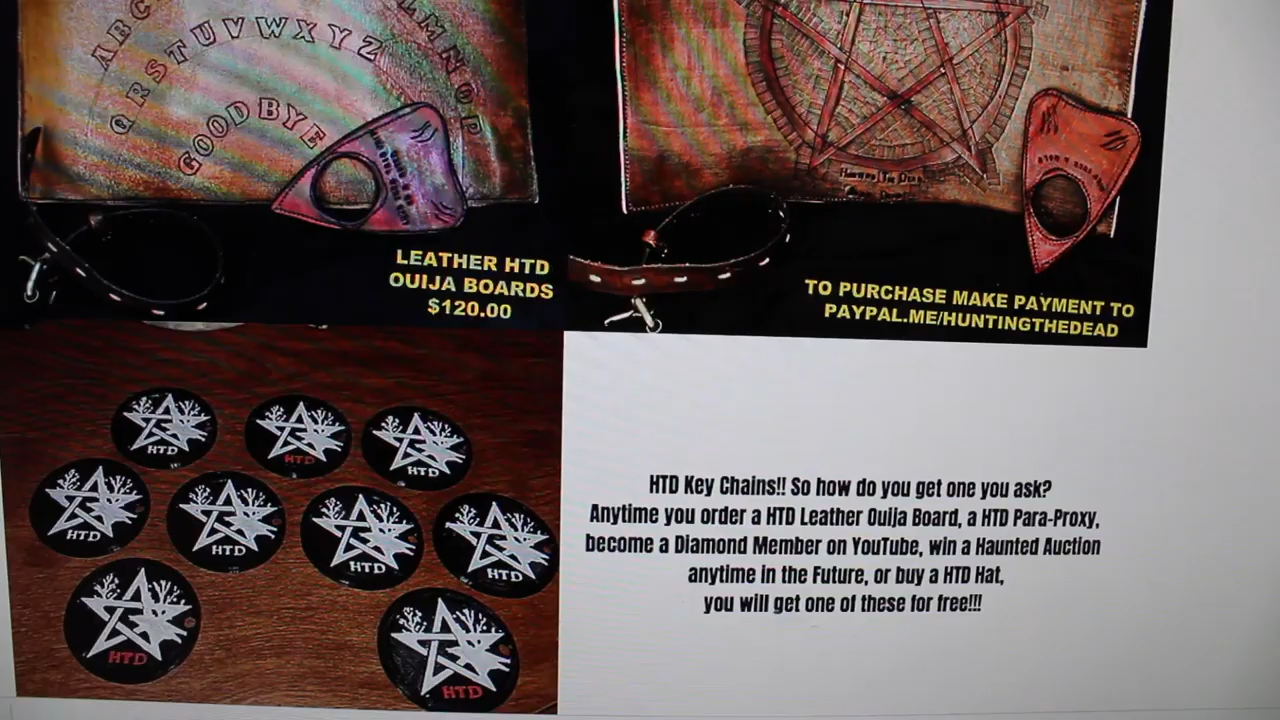 ABC
LMNOP
QRSTUVWXYZ
GOODBYE
LEATHER HTD
OUIJA BOARDS
$120.00
TO PURCHASE MAKE PAYMENT TO
PAYPAL.ME/HUNTINGTHEDEAD
HTD
HTD
HTD
HTD
HTD
HTD
HTD
HTD
HTD
HTD Key Chains!! So how do you get one you ask?
Anytime you order a HTD Leather Ouija Board, a HTD Para-Proxy,
become a Diamond Member on YouTube, win a Haunted Auction
anytime in the Future, or buy a HTD Hat,
you will get one of these for free!!!